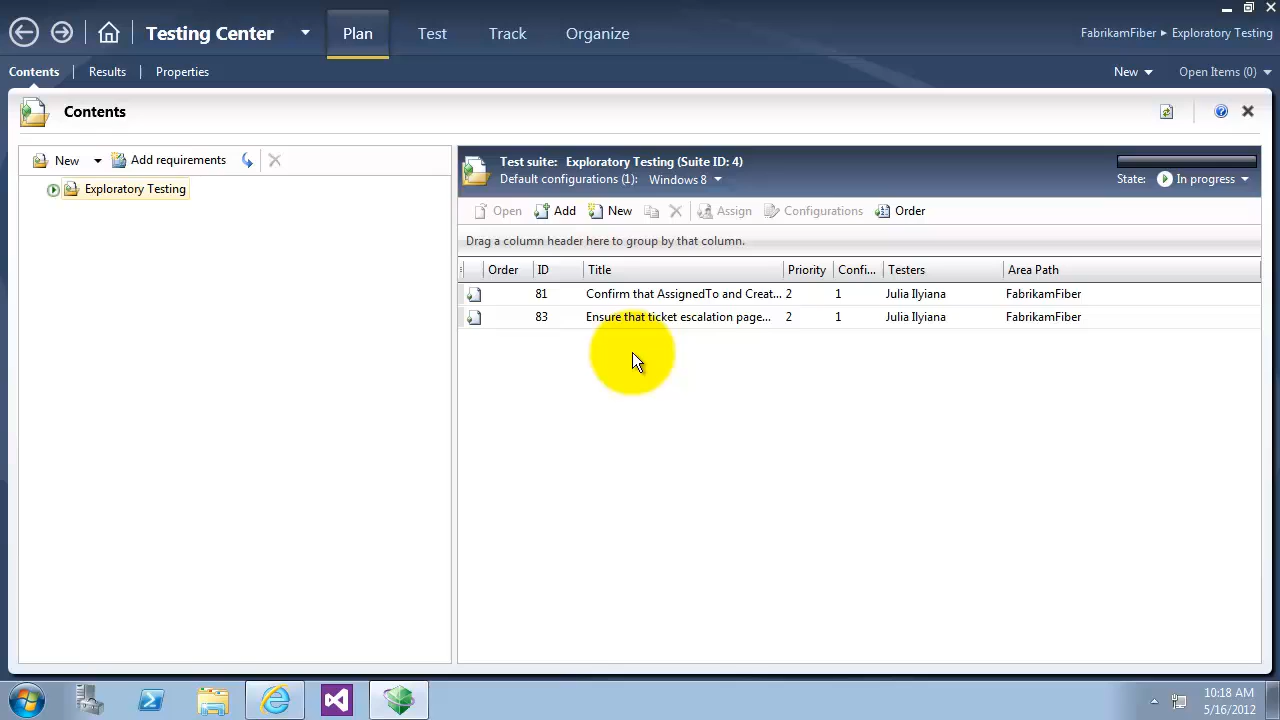 Testing Center
Plan
Test
Track
Organize
FabrikamFiber
Exploratory Testing
Contents
Results
Properties
New
Open Items (0)
Contents
New
Add requirements
Exploratory Testing
Test suite: Exploratory Testing (Suite ID: 4)
Default configurations (1): Windows 8
State: In progress
Open
Add
New
Assign
Configurations
Order
Drag a column header here to group by that column.
Order ID Title Priority Confi... Testers Area Path
81 Confirm that AssignedTo and Creat... 2 1 Julia Ilyiana FabrikamFiber
83 Ensure that ticket escalation page... 2 1 Julia Ilyiana FabrikamFiber
10:18 AM
5/16/2012